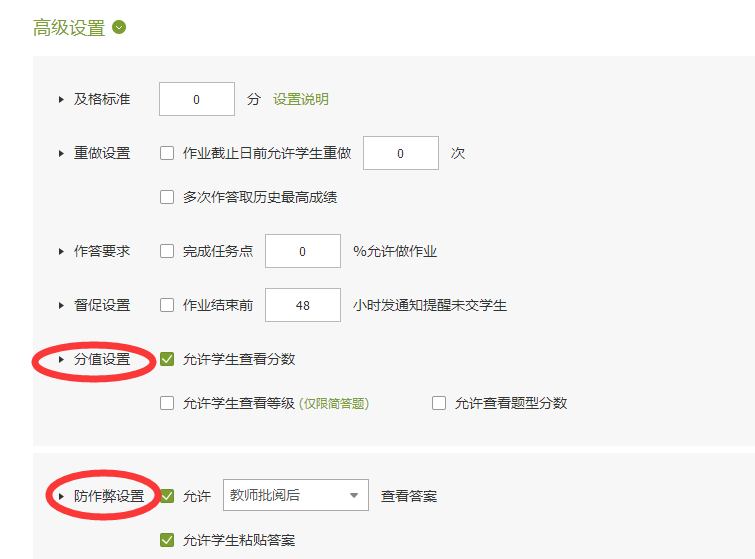 高级设置
及格标准 0 分 设置说明
重做设置 作业截止日前允许学生重做 0 次
多次作答取历史最高成绩
作答要求 完成任务点 0 %允许做作业
督促设置 作业结束前 48 小时发通知提醒未交学生
分值设置 允许学生查看分数
允许学生查看等级 (仅限简答题) 允许查看题型分数
防作弊设置 允许 教师批阅后 查看答案
允许学生粘贴答案